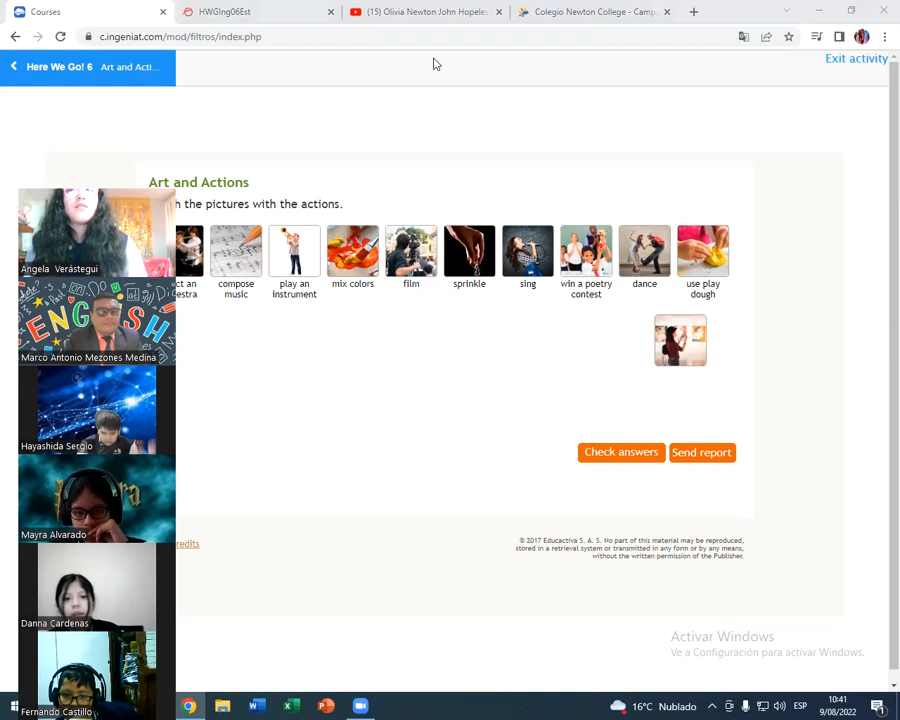 Courses
HWGIng06Est
(15) Olivia Newton John Hopeles
Colegio Newton College - Camp
c.ingeniat.com/mod/filtros/index.php
Here We Go! 6 Art and Acti...
Exit activity
Art and Actions
h the pictures with the actions.
ct an
estra
compose
music
play an
instrument
mix colors
film
sprinkle
sing
win a poetry
contest
dance
use play
dough
Angela Verástegui
ENGLISH
Marco Antonio Mezones Medina
Hayashida Sergio
Mayra Alvarado
Danna Cardenas
Fernando Castillo
Check answers
Send report
redits
© 2017 Educactiva S. A. S. No part of this material may be reproduced,
stored in a retrieval system or transmitted in any form or by any means,
without the written permission of the Publisher.
Activar Windows
Ve a Configuración para activar Windows.
16°C Nublado
ESP
10:41
9/08/2022